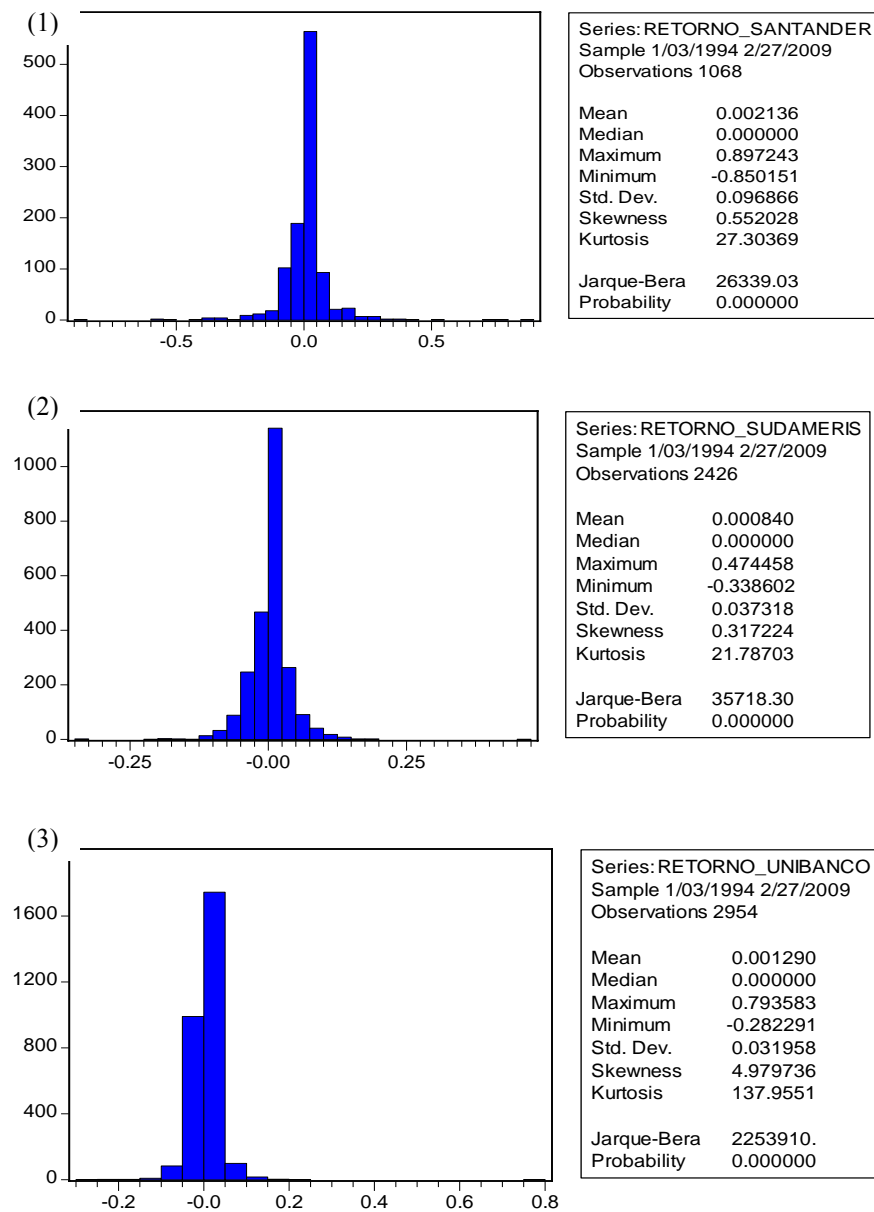 (1)
500
400
300
200
100
0
-0.5 0.0 0.5
Series: RETORNO_SANTANDER
Sample 1/03/1994 2/27/2009
Observations 1068
Mean 0.002136
Median 0.000000
Maximum 0.897243
Minimum -0.850151
Std. Dev. 0.096866
Skewness 0.552028
Kurtosis 27.30369
Jarque-Bera 26339.03
Probability 0.000000
(2)
1000
800
600
400
200
0
-0.25 -0.00 0.25
Series: RETORNO_SUDAMERIS
Sample 1/03/1994 2/27/2009
Observations 2426
Mean 0.000840
Median 0.000000
Maximum 0.474458
Minimum -0.338602
Std. Dev. 0.037318
Skewness 0.317224
Kurtosis 21.78703
Jarque-Bera 35718.30
Probability 0.000000
(3)
1600
1200
800
400
0
-0.2 -0.0 0.2 0.4 0.6 0.8
Series: RETORNO_UNIBANCO
Sample 1/03/1994 2/27/2009
Observations 2954
Mean 0.001290
Median 0.000000
Maximum 0.793583
Minimum -0.282291
Std. Dev. 0.031958
Skewness 4.979736
Kurtosis 137.9551
Jarque-Bera 2253910.
Probability 0.000000